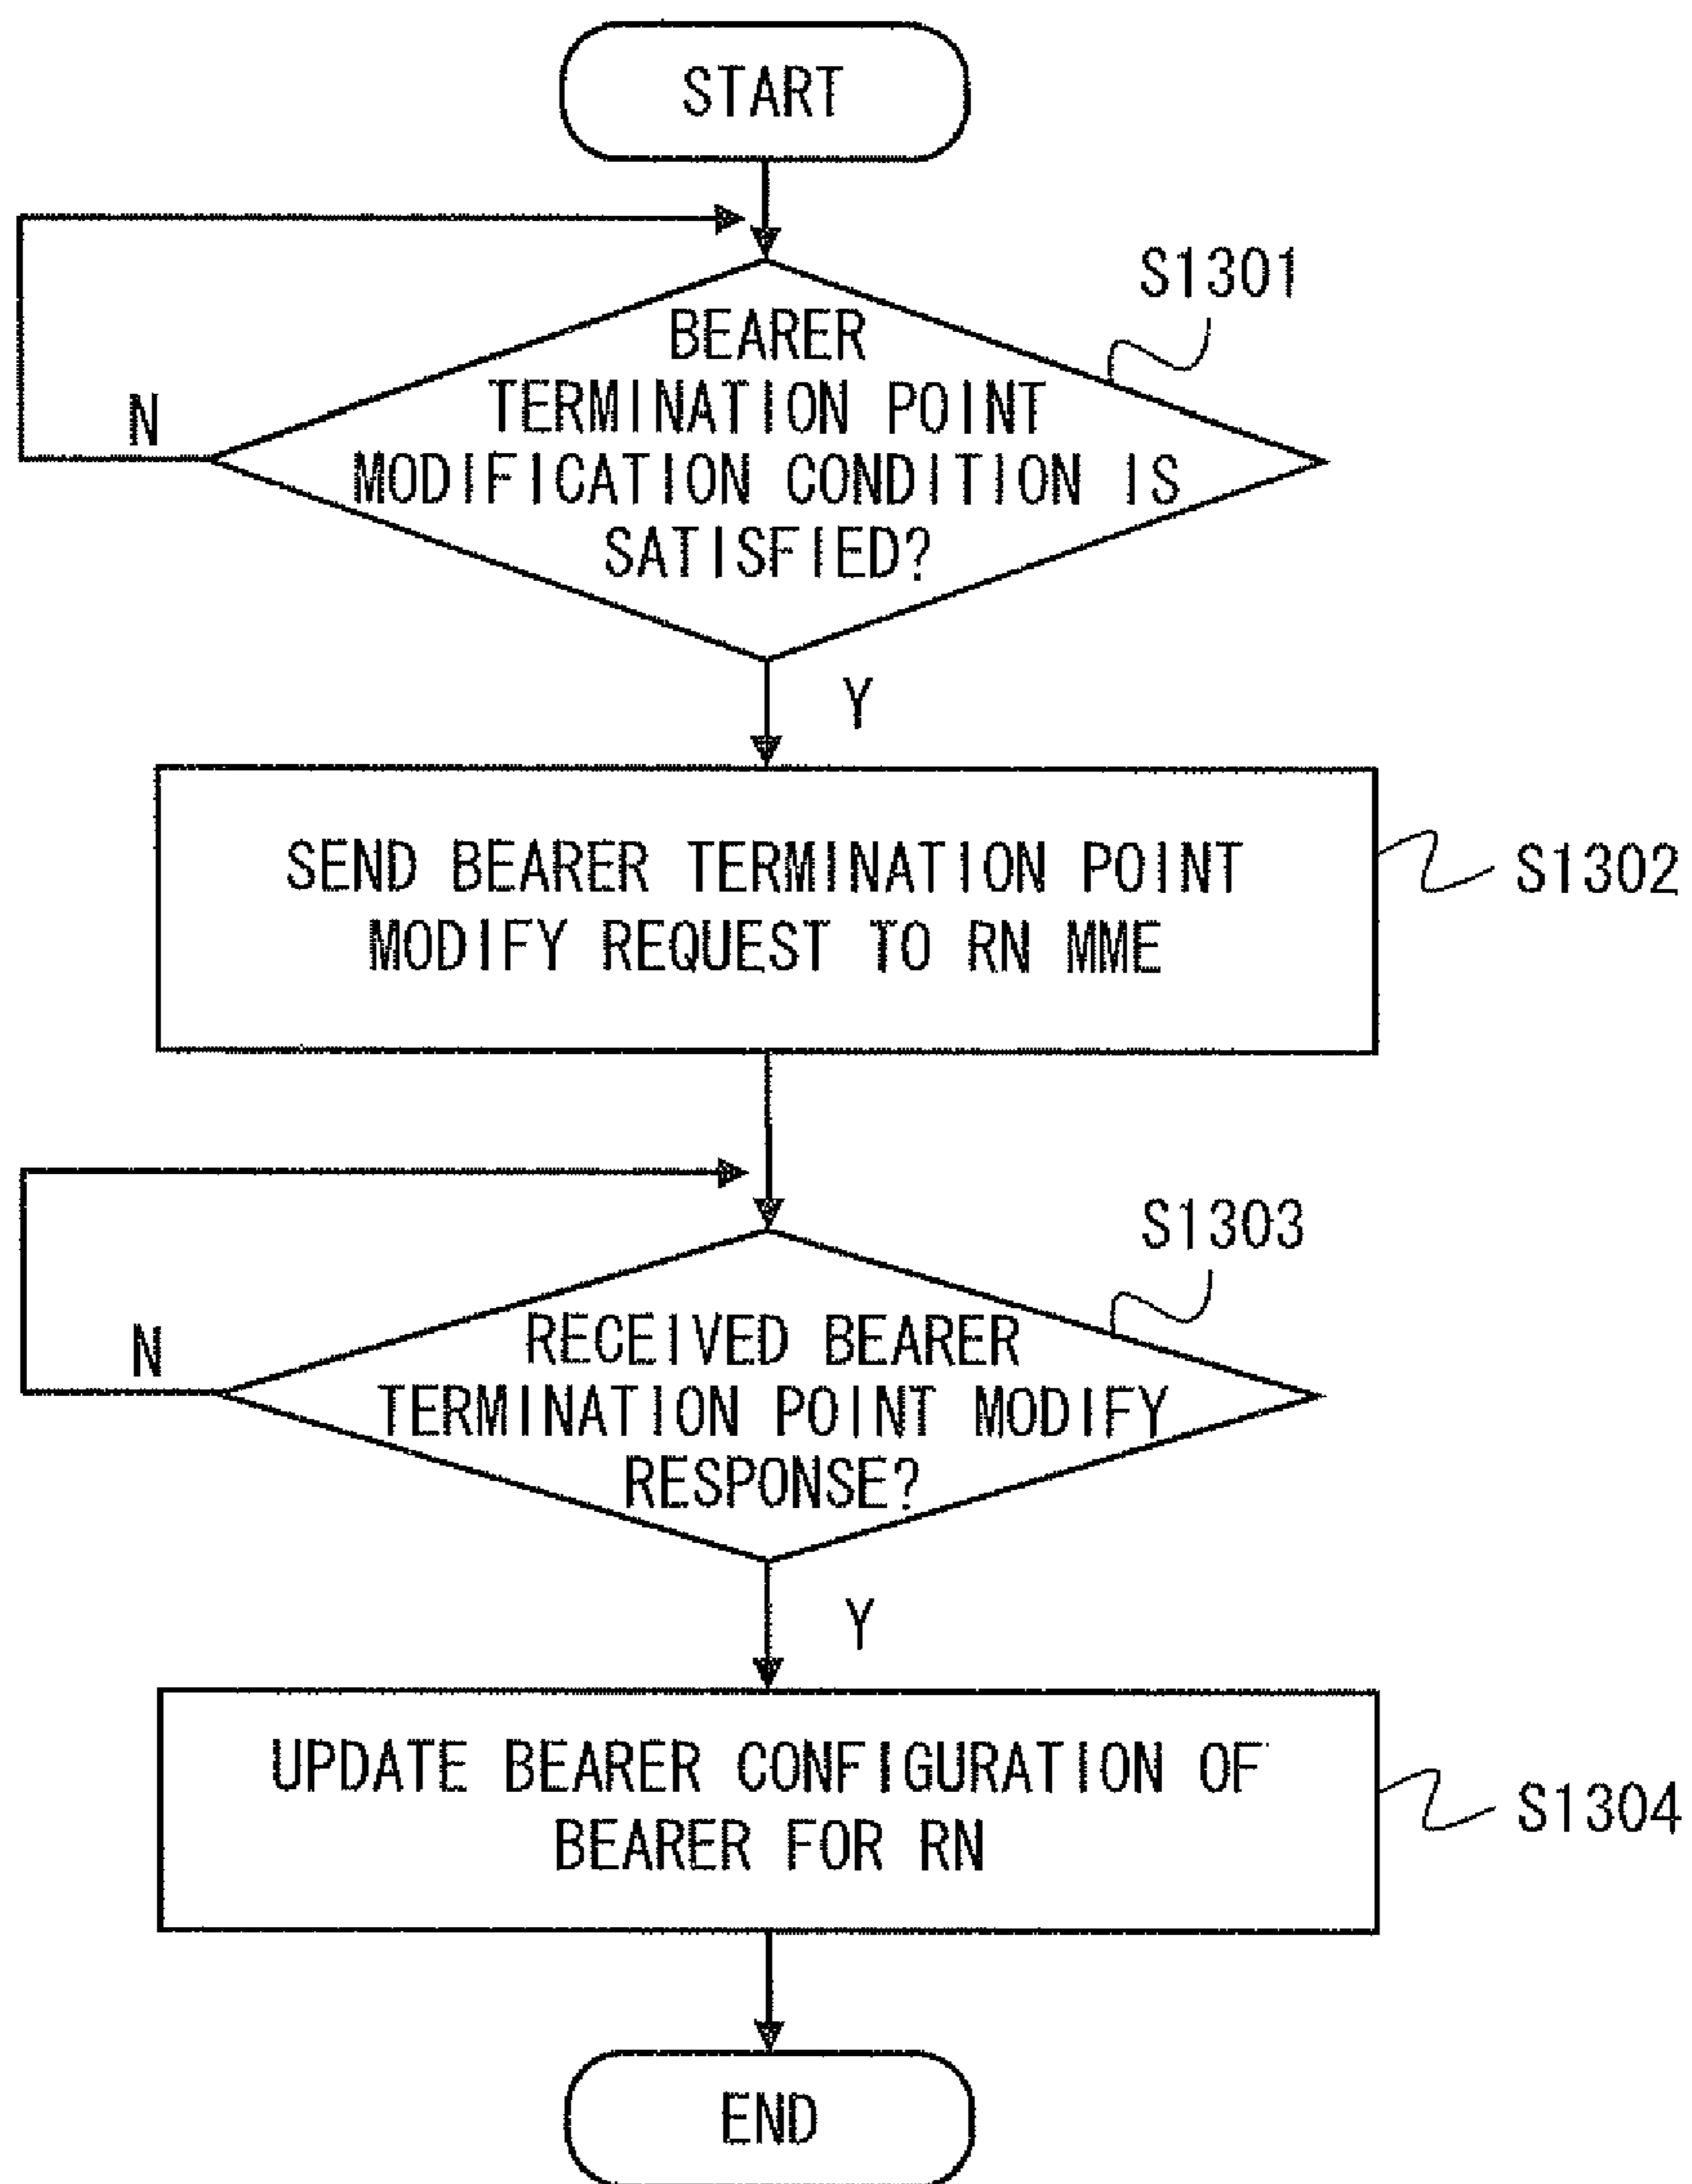 START
S1301
BEARER
TERMINATION POINT
MODIFICATION CONDITION IS
SATISFIED?
N
Y
SEND BEARER TERMINATION POINT
MODIFY REQUEST TO RN MME
S1302
S1303
RECEIVED BEARER
TERMINATION POINT MODIFY
RESPONSE?
N
Y
UPDATE BEARER CONFIGURATION OF
BEARER FOR RN
S1304
END